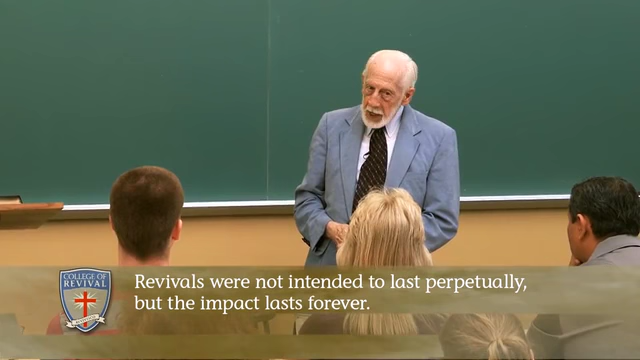 COLLEGE OF
REVIVAL
Revivals were not intended to last perpetually,
but the impact lasts forever.